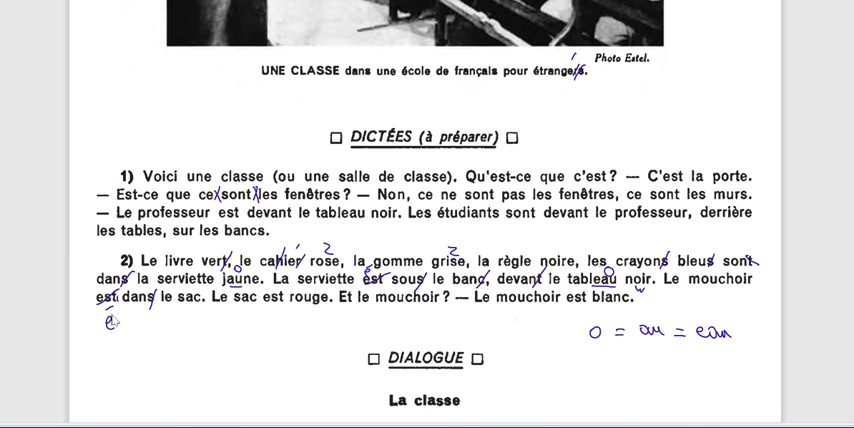 Photo Estel.
UNE CLASSE dans une école de français pour étrangers.
□ DICTÉES (à préparer) □
1) Voici une classe (ou une salle de classe). Qu'est-ce que c'est ? — C'est la porte.
— Est-ce que ce sont les fenêtres ? — Non, ce ne sont pas les fenêtres, ce sont les murs.
— Le professeur est devant le tableau noir. Les étudiants sont devant le professeur, derrière
les tables, sur les bancs.
2) Le livre vert, le cahier rose, la gomme grise, la règle noire, les crayons bleus sont
dans la serviette jaune. La serviette est sous le banc, devant le tableau noir. Le mouchoir
est dans le sac. Le sac est rouge. Et le mouchoir ? — Le mouchoir est blanc.
é
o = au = eau
□ DIALOGUE □
La classe